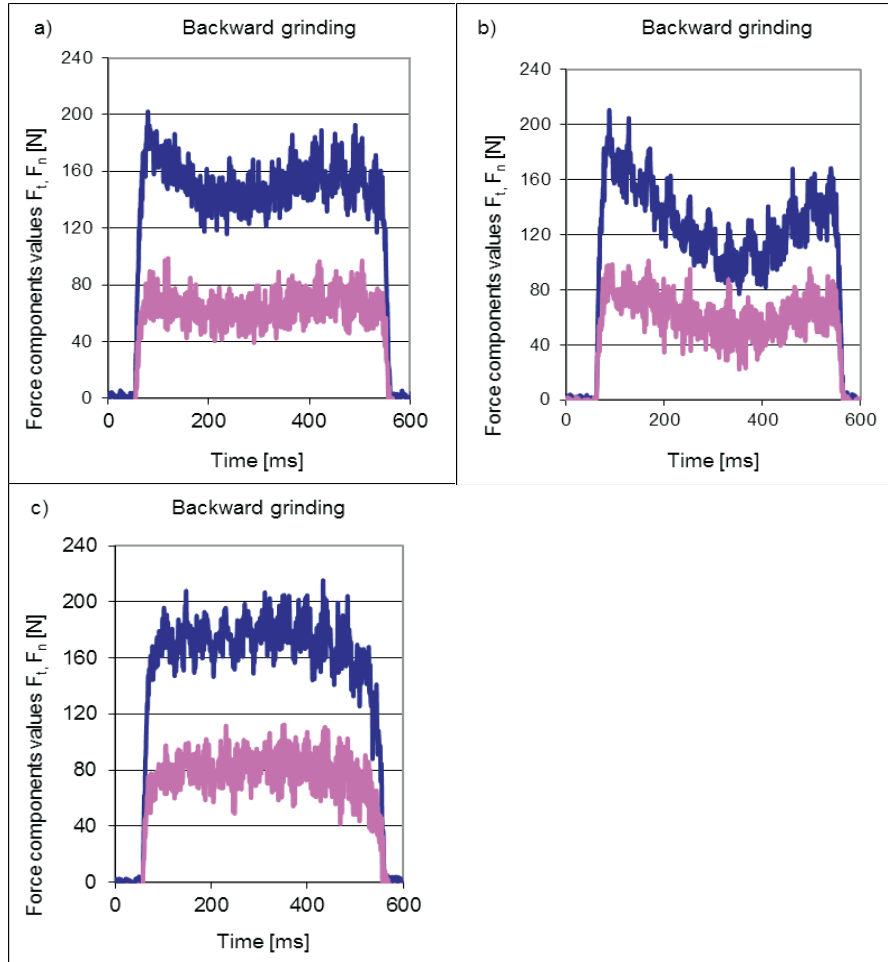 a) Backward grinding
Force components values Ft, Fn [N]
240
200
160
120
80
40
0
0 200 400 600
Time [ms]
b) Backward grinding
Force components values Ft, Fn [N]
240
200
160
120
80
40
0
0 200 400 600
Time [ms]
c) Backward grinding
Force components values Ft, Fn [N]
240
200
160
120
80
40
0
0 200 400 600
Time [ms]